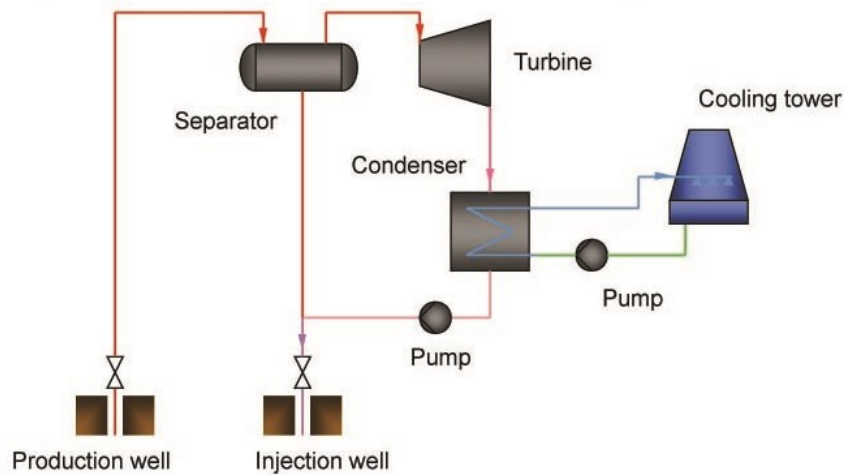 Turbine
Cooling tower
Separator
Condenser
Pump
Pump
Production well
Injection well